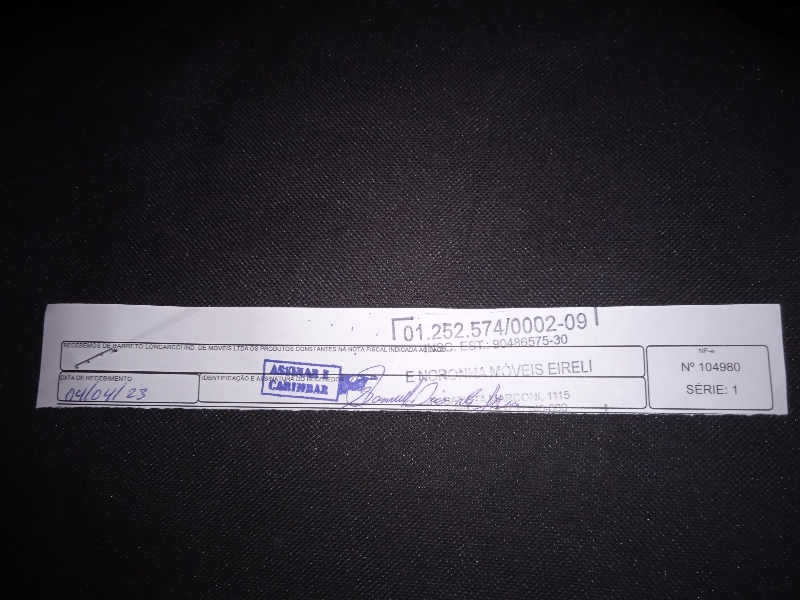 01.252.574/0002-09
RECEBEMOS DE BARRETO LONCARCCI IND. DE MOVEIS LTDA OS PRODUTOS CONSTANTES NA NOTA FISCAL INDICADA AO LADO
INSC. EST.: 90486575-30
NF-e
Nº 104980
SÉRIE: 1
E NORONHA MÓVEIS EIRELI
DATA DE RECEBIMENTO
04/04/23
IDENTIFICAÇÃO E ASSINATURA DO RECEBEDOR
ASSINAR E
CARIMBAR
MARCONI, 1115